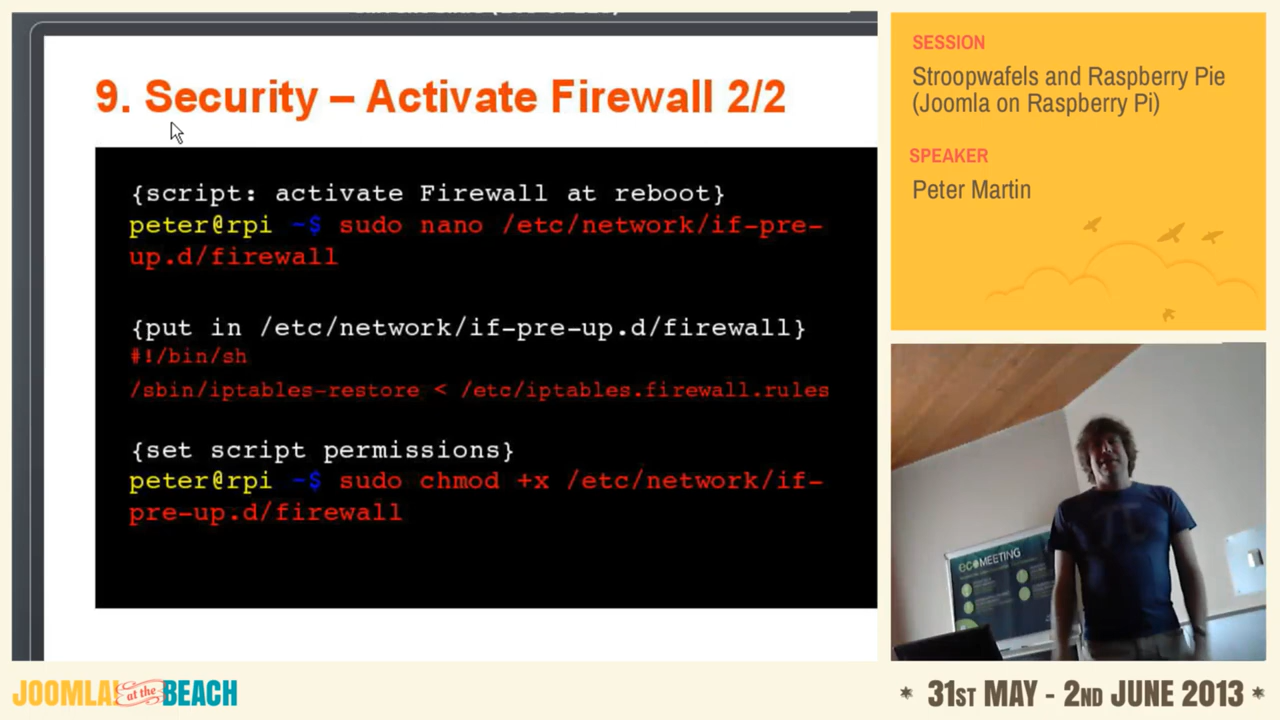 9. Security – Activate Firewall 2/2
{script: activate Firewall at reboot}
peter@rpi ~$ sudo nano /etc/network/if-pre-
up.d/firewall
{put in /etc/network/if-pre-up.d/firewall}
#!/bin/sh
/sbin/iptables-restore < /etc/iptables.firewall.rules
{set script permissions}
peter@rpi ~$ sudo chmod +x /etc/network/if-
pre-up.d/firewall
SESSION
Stroopwafels and Raspberry Pie
(Joomla on Raspberry Pi)
SPEAKER
Peter Martin
ecOMEETING
JOOMLA! at the BEACH
* 31ST MAY - 2ND JUNE 2013 *